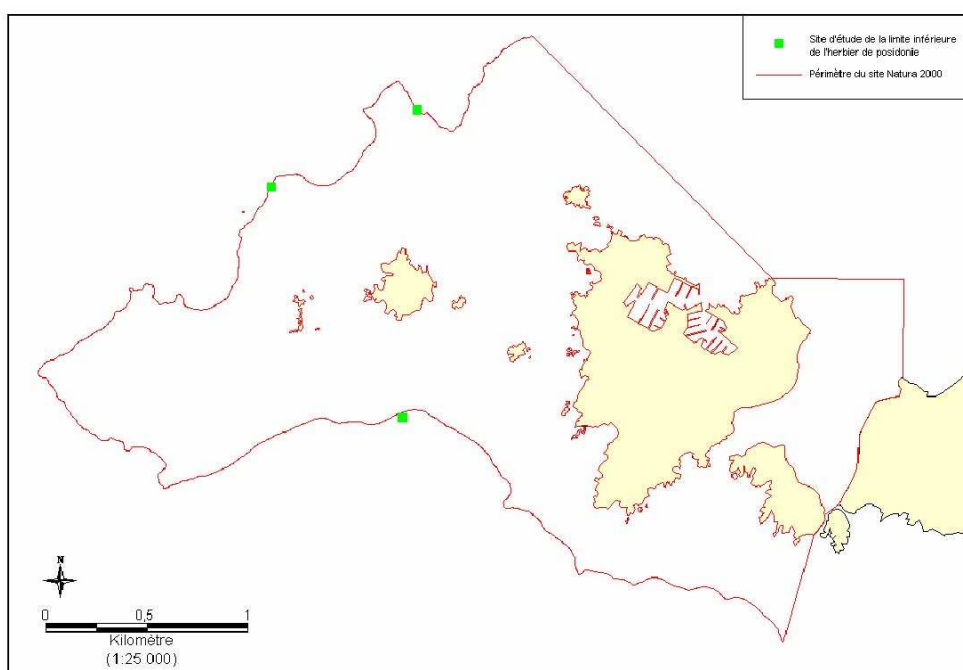 Site d'étude de la limite inférieure
de l'herbier de posidonie
Périmètre du site Natura 2000
N
0 0,5 1
Kilomètre
(1:25 000)